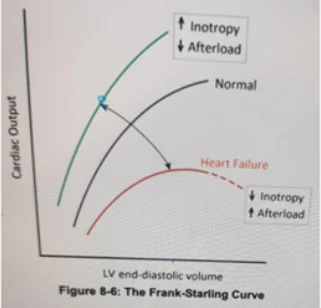 ↑ Inotropy
↓ Afterload
Normal
Cardiac Output
Heart Failure
↓ Inotropy
↑ Afterload
LV end-diastolic volume
Figure 8-6: The Frank-Starling Curve